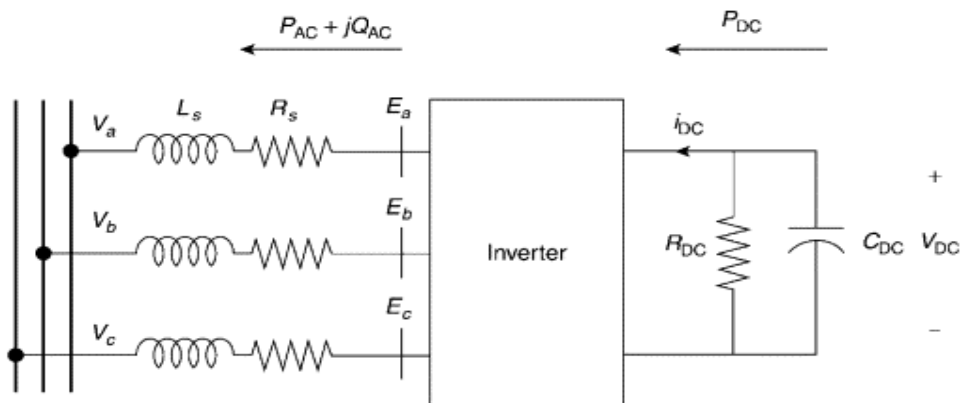 P_AC + jQ_AC
P_DC
L_s
R_s
E_a
V_a
i_DC
+
E_b
V_b
Inverter
R_DC
C_DC
V_DC
E_c
V_c
−